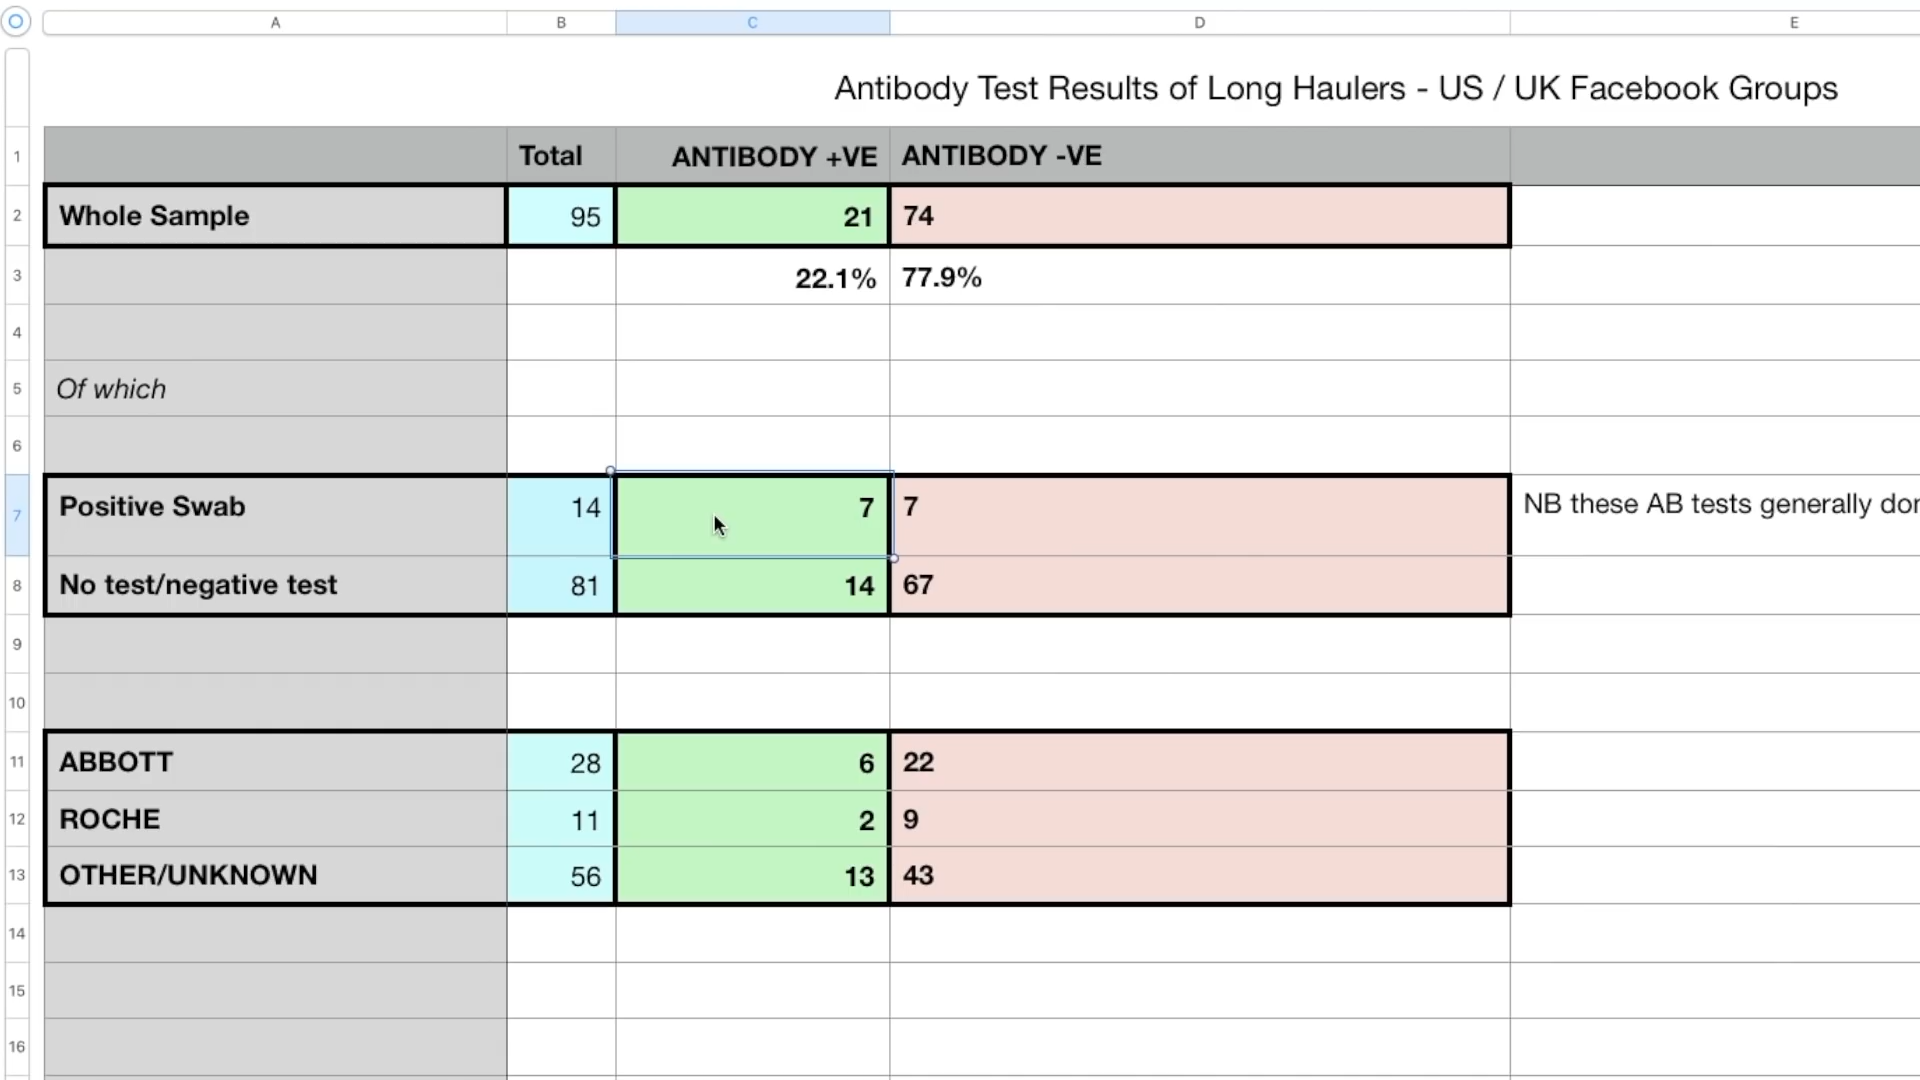 A B C D E
Antibody Test Results of Long Haulers - US / UK Facebook Groups
1 Total ANTIBODY +VE ANTIBODY -VE
2 Whole Sample 95 21 74
3 22.1% 77.9%
4
5 Of which
6
7 Positive Swab 14 7 7 NB these AB tests generally
8 No test/negative test 81 14 67
9
10
11 ABBOTT 28 6 22
12 ROCHE 11 2 9
13 OTHER/UNKNOWN 56 13 43
14
15
16